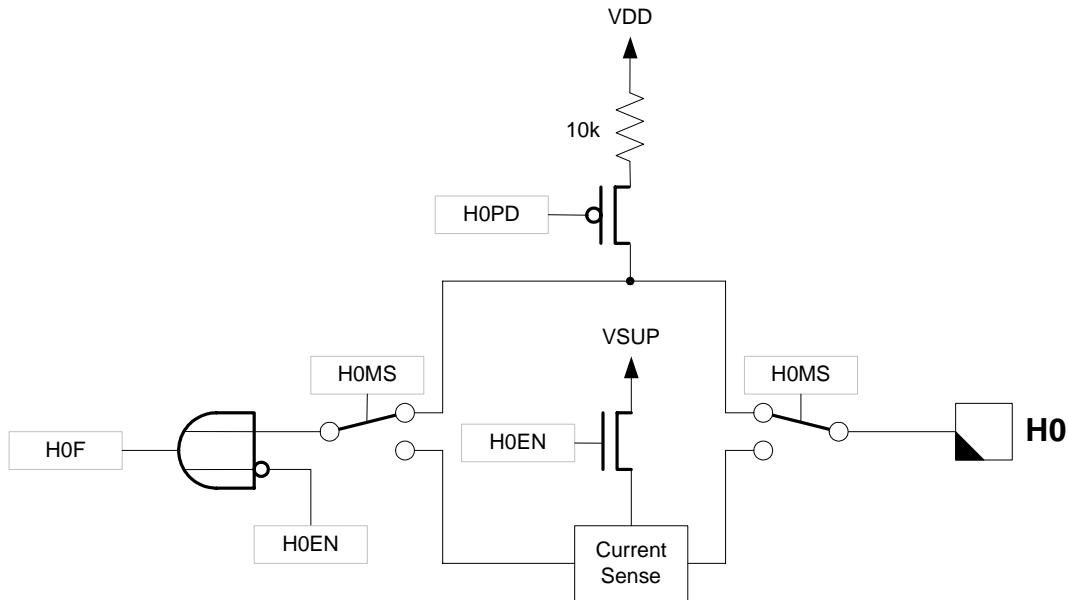 VDD
10k
H0PD
VSUP
H0MS
H0MS
H0EN
H0F
H0
H0EN
Current
Sense